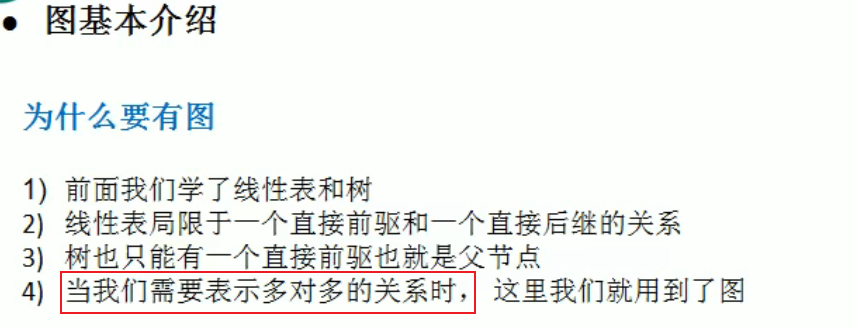 ● 图基本介绍
为什么要有图
1) 前面我们学了线性表和树
2) 线性表局限于一个直接前驱和一个直接后继的关系
3) 树也只能有一个直接前驱也就是父节点
4) 当我们需要表示多对多的关系时， 这里我们就用到了图